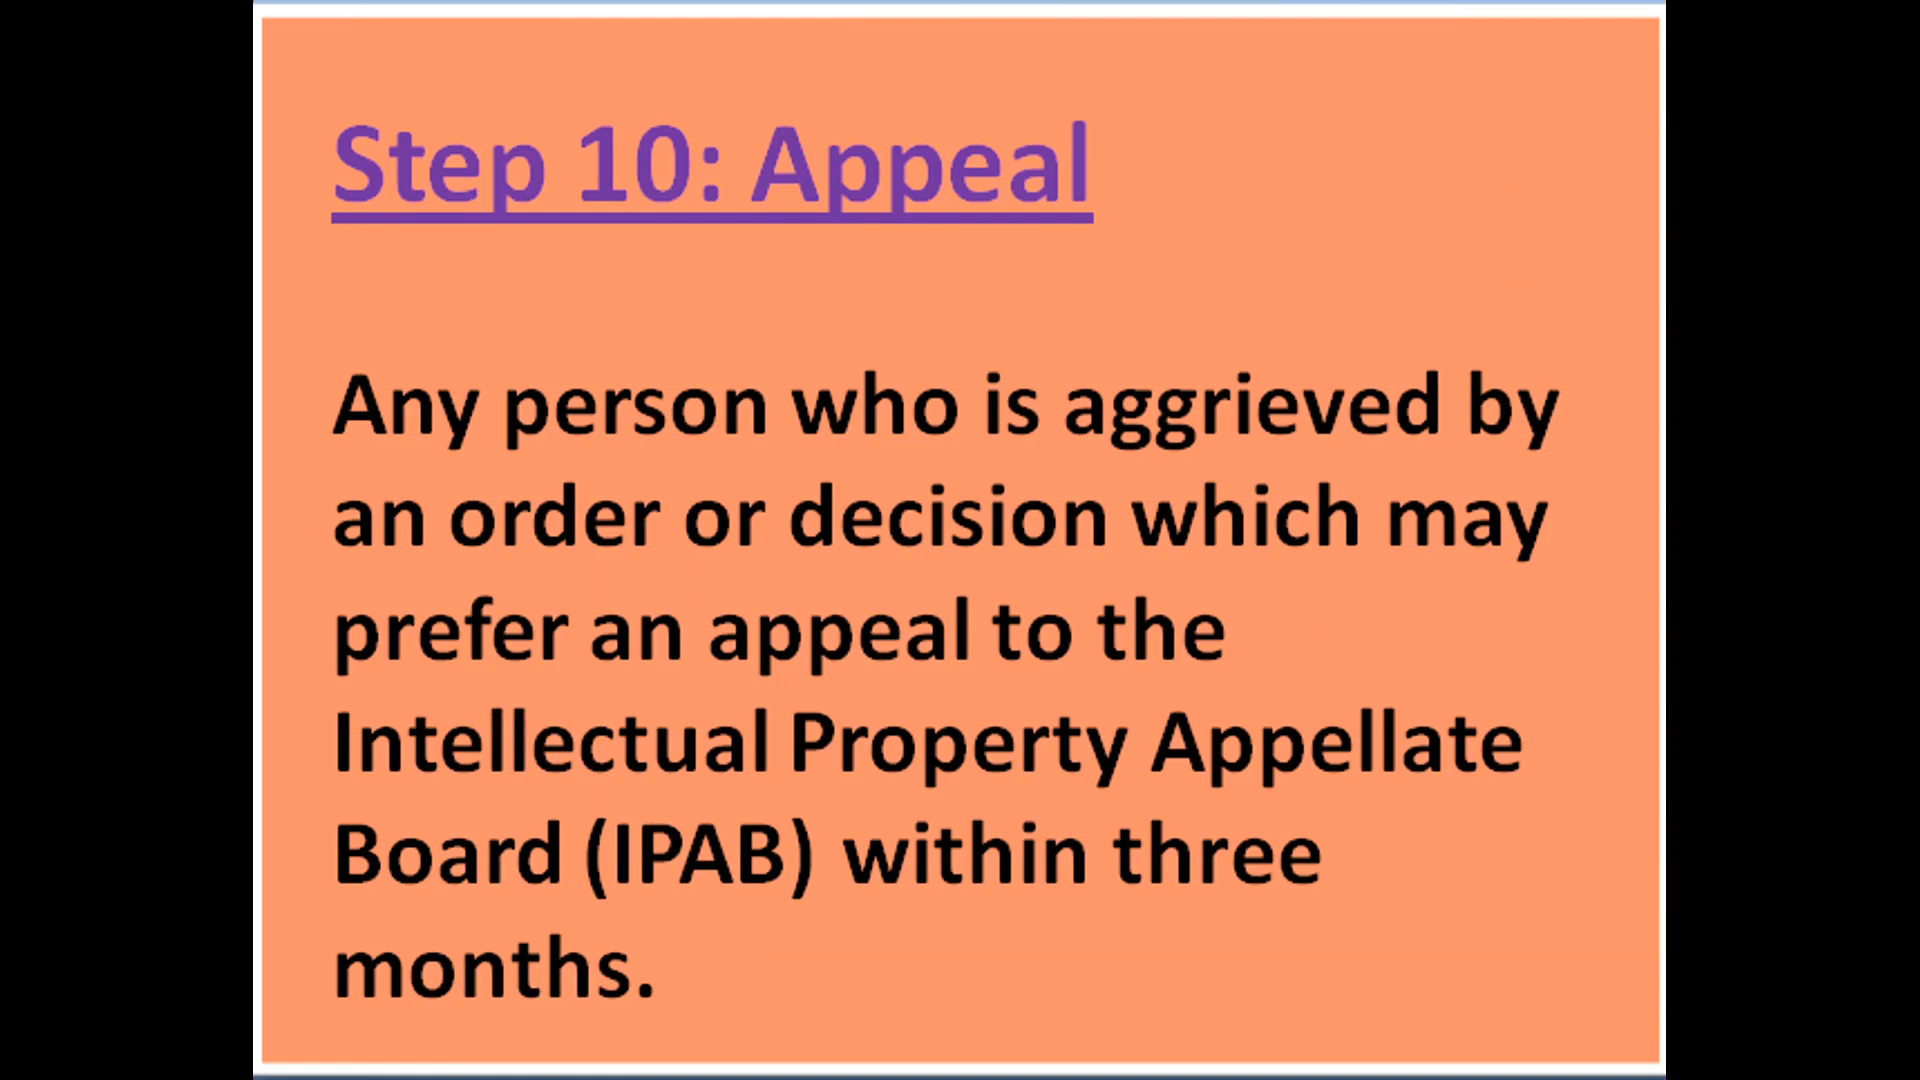 Step 10: Appeal
Any person who is aggrieved by
an order or decision which may
prefer an appeal to the
Intellectual Property Appellate
Board (IPAB) within three
months.